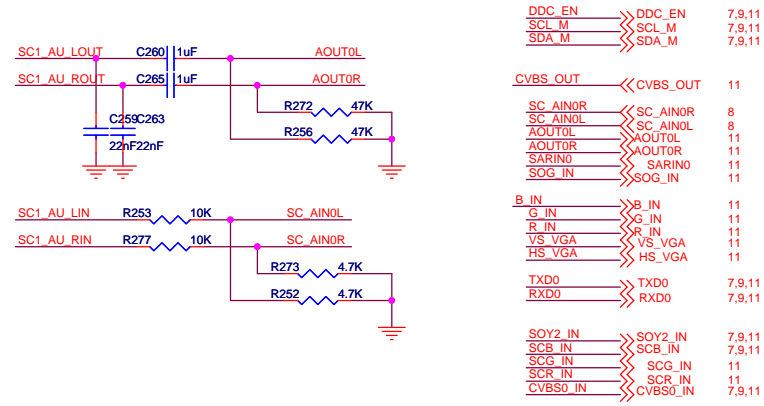 SC1_AU_LOUT C260 1uF AOUT0L
SC1_AU_ROUT C265 1uF AOUT0R
R272 47K
C259 C263
R256 47K
22nF 22nF
SC1_AU_LIN R253 10K SC_AIN0L
SC1_AU_RIN R277 10K SC_AIN0R
R273 4.7K
R252 4.7K
DDC_EN DDC_EN 7,9,11
SCL_M SCL_M 7,9,11
SDA_M SDA_M 7,9,11
CVBS_OUT CVBS_OUT 11
SC_AIN0R SC_AIN0R 8
SC_AIN0L SC_AIN0L 8
AOUT0L AOUT0L 11
AOUT0R AOUT0R 11
SARIN0 SARIN0 11
SOG_IN SOG_IN 11
B_IN B_IN 11
G_IN G_IN 11
R_IN R_IN 11
VS_VGA VS_VGA 11
HS_VGA HS_VGA 11
TXD0 TXD0 7,9,11
RXD0 RXD0 7,9,11
SOY2_IN SOY2_IN 7,9,11
SCB_IN SCB_IN 7,9,11
SCG_IN SCG_IN 11
SCR_IN SCR_IN 11
CVBS0_IN CVBS0_IN 7,9,11